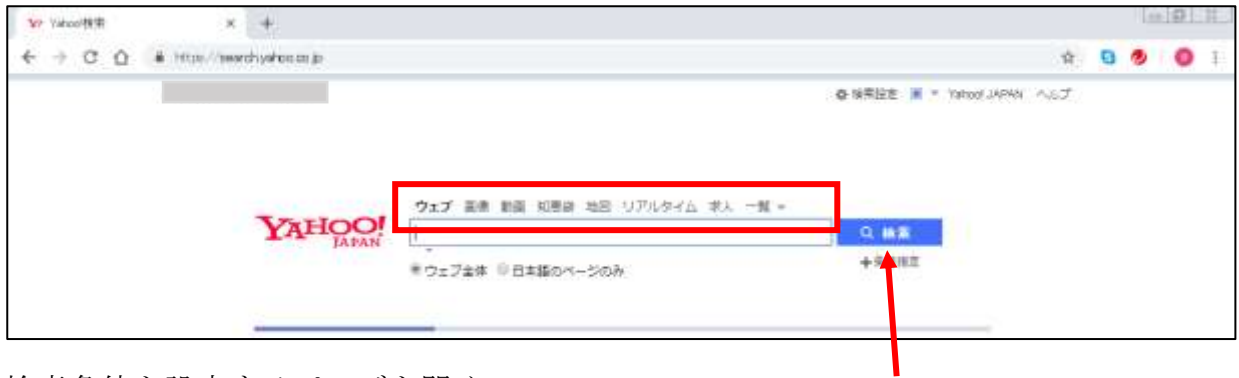 Yahoo!検索
https://search.yahoo.co.jp
検索設定 Yahoo! JAPAN ヘルプ
ウェブ 画像 動画 知恵袋 地図 リアルタイム 求人 一覧
YAHOO!
JAPAN
検索
ウェブ全体 日本語のページのみ